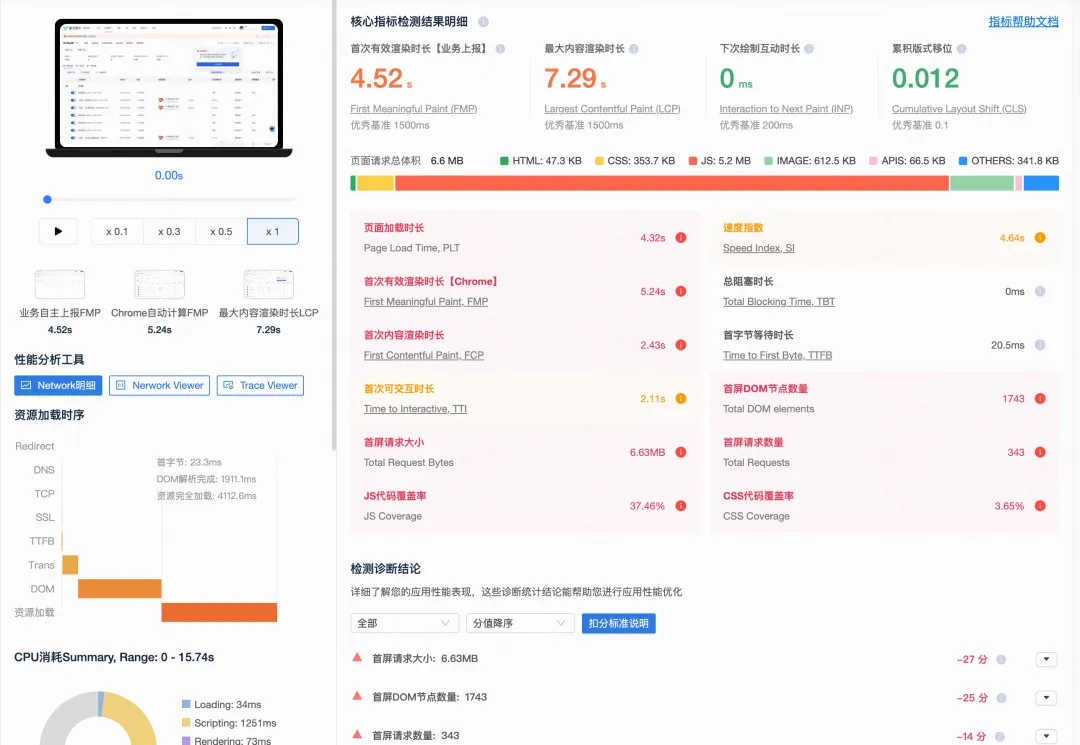 0.00s
x 0.1
x 0.3
x 0.5
x 1
业务自主上报FMP
4.52s
Chrome自动计算FMP
5.24s
最大内容渲染时长LCP
7.29s
性能分析工具
Network明细
Nerwork Viewer
Trace Viewer
资源加载时序
Redirect
DNS
TCP
SSL
TTFB
Trans
DOM
资源加载
首字节: 23.3ms
DOM解析完成: 1911.1ms
资源完全加载: 4112.6ms
CPU消耗Summary, Range: 0 - 15.74s
Loading: 34ms
Scripting: 1251ms
Rendering: 73ms
核心指标检测结果明细
指标帮助文档
首次有效渲染时长【业务上报】
4.52 s
First Meaningful Paint (FMP)
优秀基准 1500ms
最大内容渲染时长
7.29 s
Largest Contentful Paint (LCP)
优秀基准 1500ms
下次绘制互动时长
0 ms
Interaction to Next Paint (INP)
优秀基准 200ms
累积版式移位
0.012
Cumulative Layout Shift (CLS)
优秀基准 0.1
页面请求总体积 6.6 MB
HTML: 47.3 KB
CSS: 353.7 KB
JS: 5.2 MB
IMAGE: 612.5 KB
APIS: 66.5 KB
OTHERS: 341.8 KB
页面加载时长
Page Load Time, PLT
4.32s
首次有效渲染时长【Chrome】
First Meaningful Paint, FMP
5.24s
首次内容渲染时长
First Contentful Paint, FCP
2.43s
首次可交互时长
Time to Interactive, TTI
2.11s
首屏请求大小
Total Request Bytes
6.63MB
JS代码覆盖率
JS Coverage
37.46%
速度指数
Speed Index, SI
4.64s
总阻塞时长
Total Blocking Time, TBT
0ms
首字节等待时长
Time to First Byte, TTFB
20.5ms
首屏DOM节点数量
Total DOM elements
1743
首屏请求数量
Total Requests
343
CSS代码覆盖率
CSS Coverage
3.65%
检测诊断结论
详细了解您的应用性能表现，这些诊断统计结论能帮助您进行应用性能优化
全部
分值降序
扣分标准说明
首屏请求大小: 6.63MB
-27 分
首屏DOM节点数量: 1743
-25 分
首屏请求数量: 343
-14 分